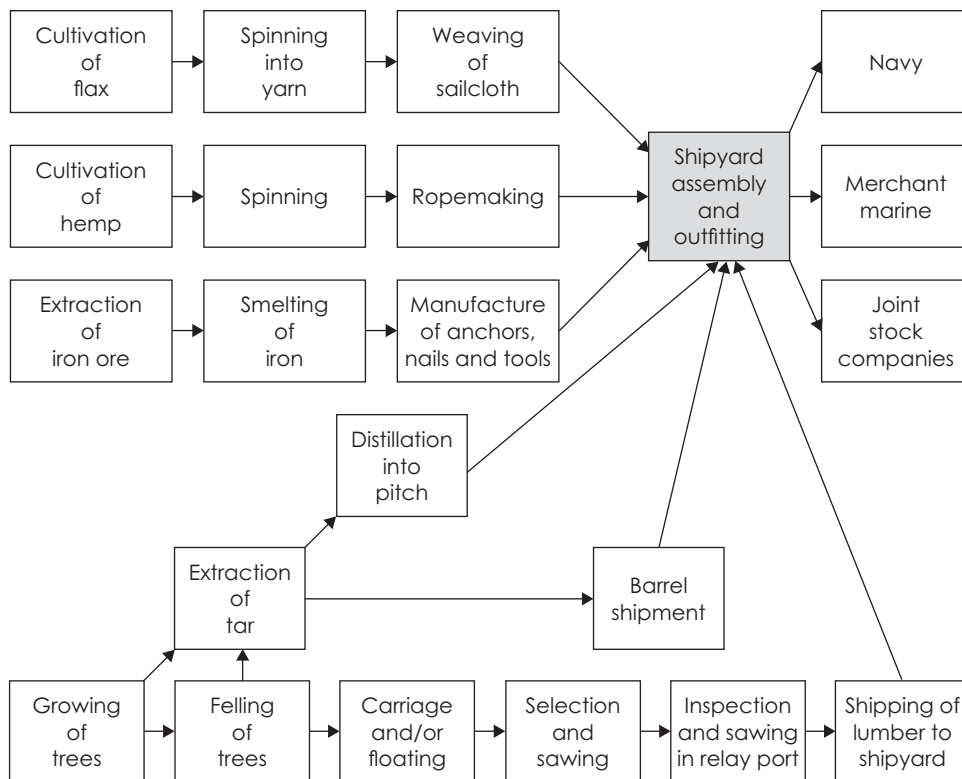 Cultivation
of
flax
Spinning
into
yarn
Weaving
of
sailcloth
Navy
Cultivation
of
hemp
Spinning
Ropemaking
Shipyard
assembly
and
outfitting
Merchant
marine
Extraction
of
iron ore
Smelting
of
iron
Manufacture
of anchors,
nails and tools
Joint
stock
companies
Distillation
into
pitch
Extraction
of
tar
Barrel
shipment
Growing
of
trees
Felling
of
trees
Carriage
and/or
floating
Selection
and
sawing
Inspection
and sawing
in relay port
Shipping of
lumber to
shipyard